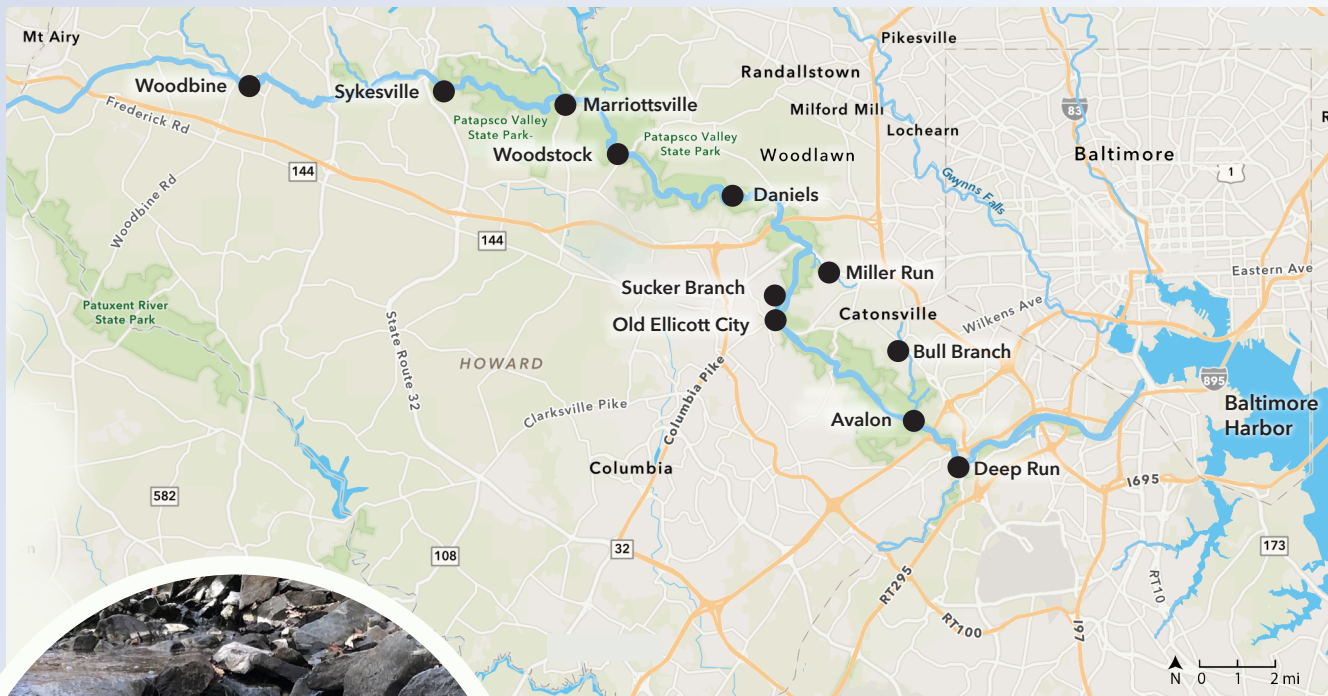 Mt Airy
Pikesville
Randallstown
Woodbine
Sykesville
Marriottsville
Milford Mill
83
Frederick Rd
Patapsco Valley
State Park-
Patapsco Valley
State Park
Lochearn
Woodstock
Woodlawn
Baltimore
144
1
Gwynns Falls
Daniels
Woodbine Rd
144
Miller Run
Eastern Ave
Sucker Branch
Patuxent River
State Park
Old Ellicott City
Catonsville
Wilkens Ave
State Route 32
HOWARD
Bull Branch
895
Columbia Pike
Clarksville Pike
Baltimore
Harbor
Avalon
Columbia
Deep Run
I695
582
32
108
173
RT295
RT10
RT100
I97
N 0 1 2 mi